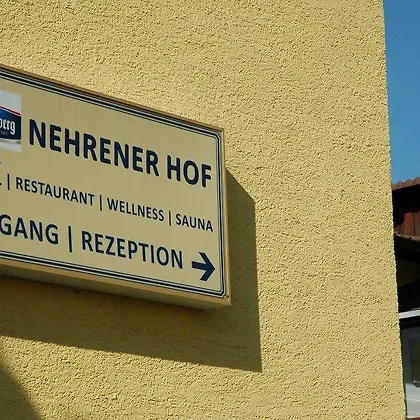 NEHRENER HOF
| RESTAURANT | WELLNESS | SAUNA
GANG | REZEPTION →